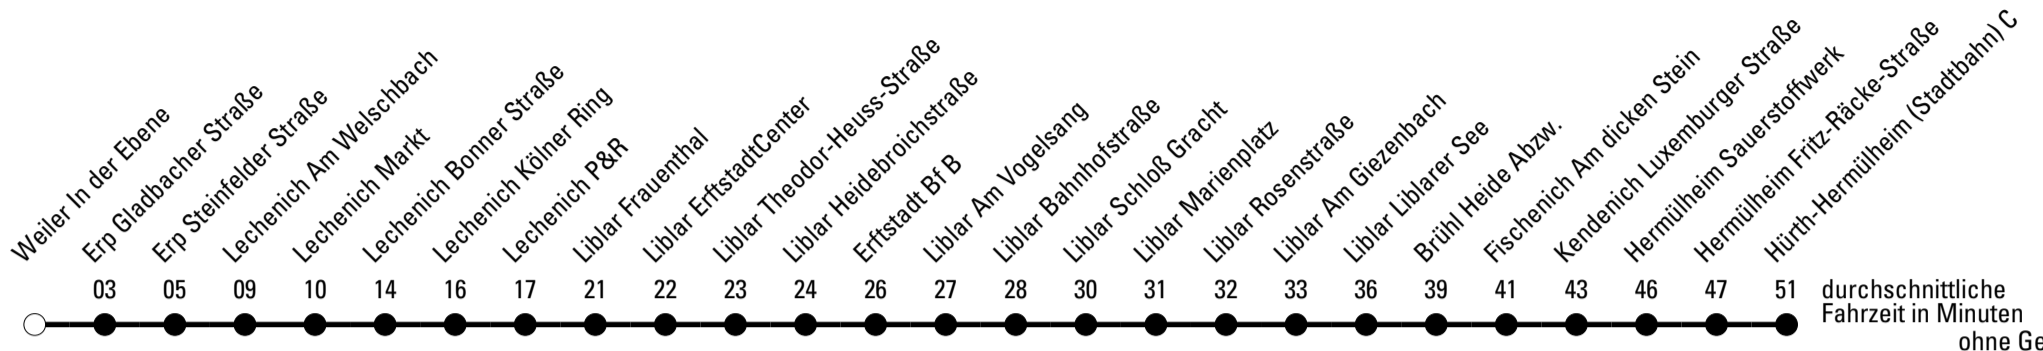 Weiler In der Ebene
Erp Gladbacher Straße
Erp Steinfelder Straße
Lechenich Am Welschbach
Lechenich Markt
Lechenich Bonner Straße
Lechenich Kölner Ring
Lechenich P&R
Liblar Frauenthal
Liblar ErftstadtCenter
Liblar Theodor-Heuss-Straße
Liblar Heidebroichstraße
Erftstadt Bf B
Liblar Am Vogelsang
Liblar Bahnhofstraße
Liblar Schloß Gracht
Liblar Marienplatz
Liblar Rosenstraße
Liblar Am Giezenbach
Liblar Liblarer See
Brühl Heide Abzw.
Fischenich Am dicken Stein
Kendenich Luxemburger Straße
Hermülheim Sauerstoffwerk
Hermülheim Fritz-Räcke-Straße
Hürth-Hermülheim (Stadtbahn) C
03 05 09 10 14 16 17 21 22 23 24 26 27 28 30 31 32 33 36 39 41 43 46 47 51
durchschnittliche
Fahrzeit in Minuten
ohne Ge